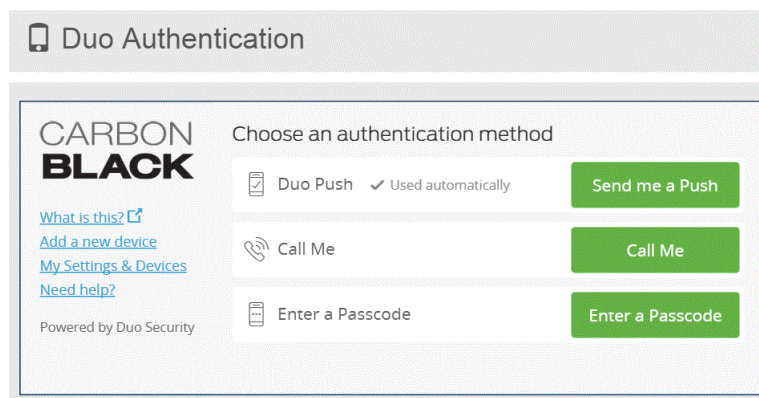 Duo Authentication
CARBON
BLACK
What is this?
Add a new device
My Settings & Devices
Need help?
Powered by Duo Security
Choose an authentication method
Duo Push Used automatically Send me a Push
Call Me Call Me
Enter a Passcode Enter a Passcode